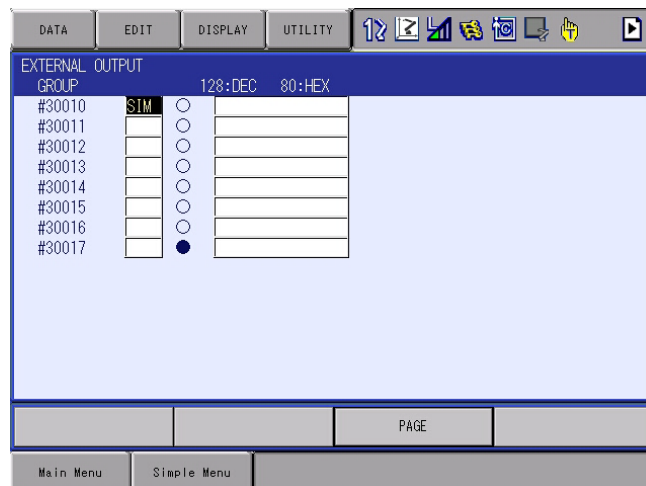 DATA EDIT DISPLAY UTILITY
EXTERNAL OUTPUT
GROUP 128:DEC 80:HEX
#30010 SIM
#30011
#30012
#30013
#30014
#30015
#30016
#30017
PAGE
Main Menu Simple Menu